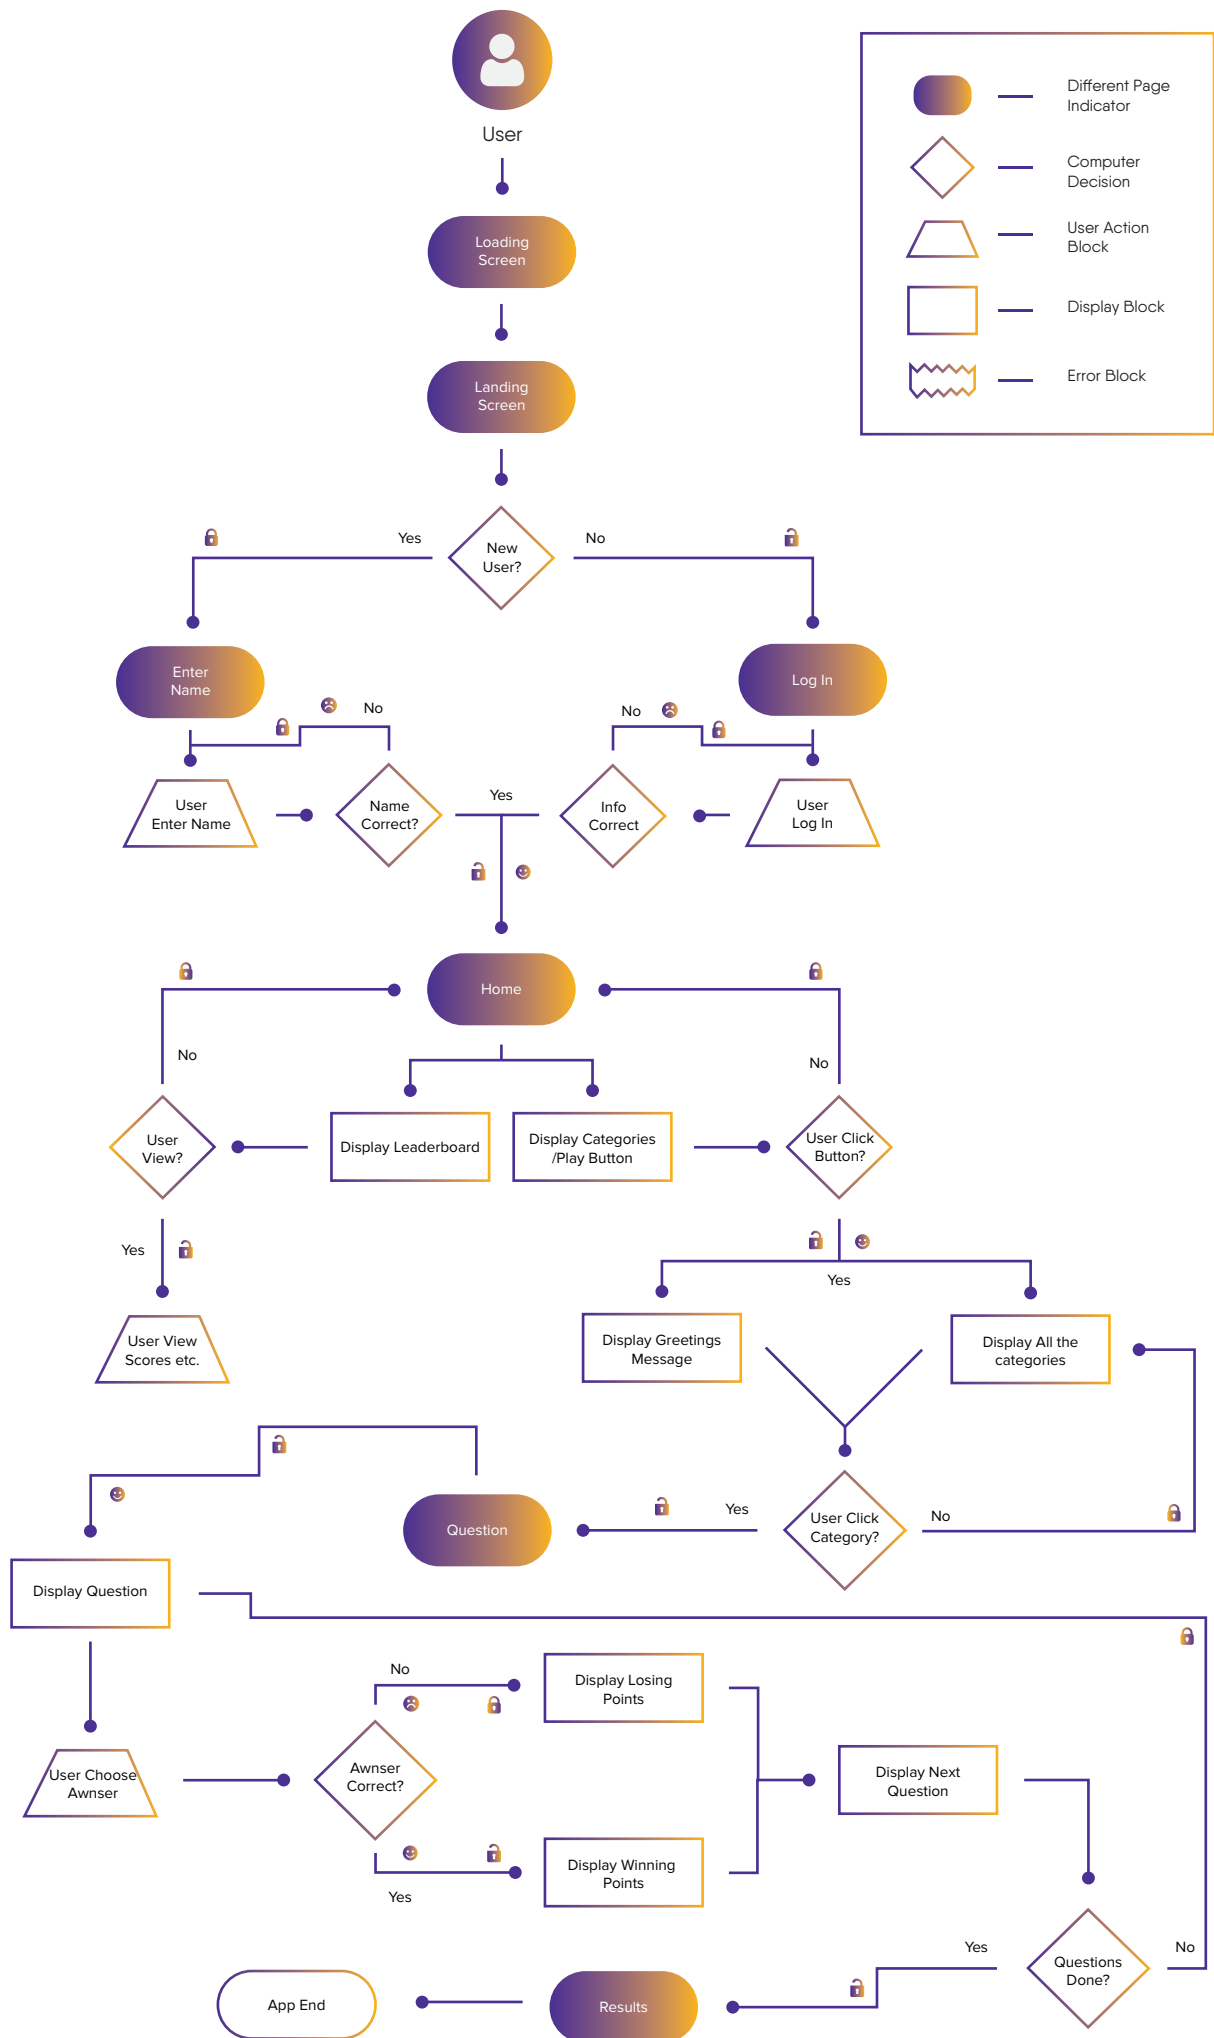 User
Different Page
Indicator
Computer
Decision
User Action
Block
Display Block
Error Block
Loading
Screen
Landing
Screen
Yes
New
User?
No
Enter
Name
Log In
No
No
User
Enter Name
Name
Correct?
Yes
Info
Correct
User
Log In
Home
No
No
User
View?
Display Leaderboard
Display Categories
/Play Button
User Click
Button?
Yes
Yes
User View
Scores etc.
Display Greetings
Message
Display All the
categories
Question
Yes
User Click
Category?
No
Display Question
No
Display Losing
Points
User Choose
Awnser
Awnser
Correct?
Display Next
Question
Yes
Display Winning
Points
Yes
Questions
Done?
No
App End
Results